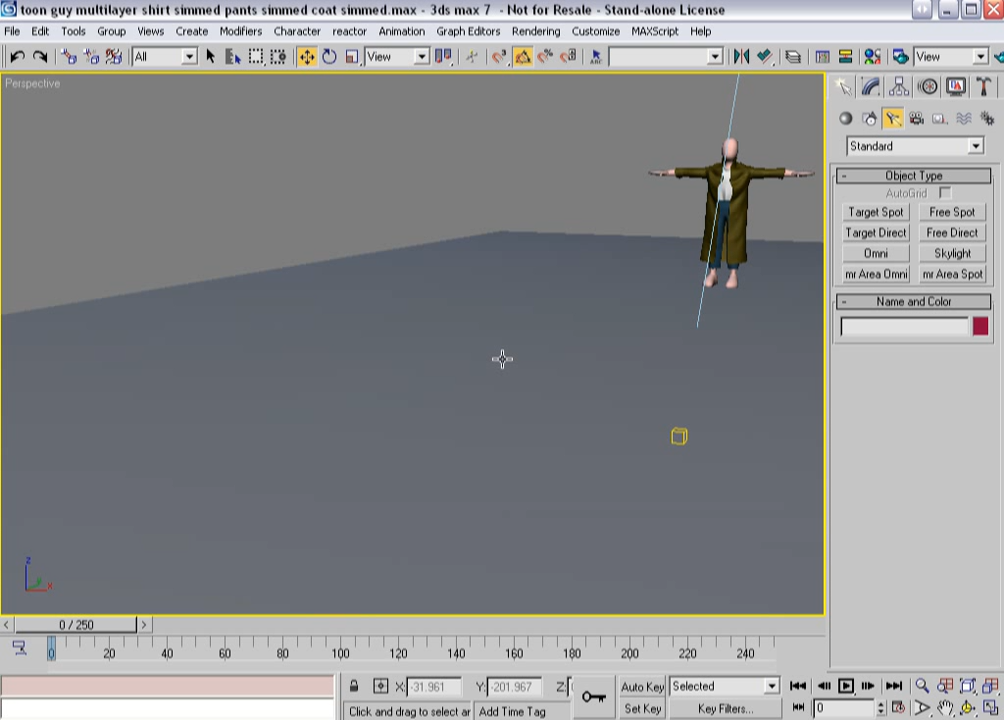 toon guy multilayer shirt simmed pants simmed coat simmed.max - 3ds max 7 - Not for Resale - Stand-alone License
File Edit Tools Group Views Create Modifiers Character reactor Animation Graph Editors Rendering Customize MAXScript Help
All View View
Perspective
Standard
- Object Type
AutoGrid
Target Spot Free Spot
Target Direct Free Direct
Omni Skylight
mr Area Omni mr Area Spot
- Name and Color
z
x
< 0 / 250 >
0 20 40 60 80 100 120 140 160 180 200 220 240
X: -31.961 Y: -201.967 Z: Auto Key Selected
Click and drag to select ar Add Time Tag Set Key Key Filters... 0